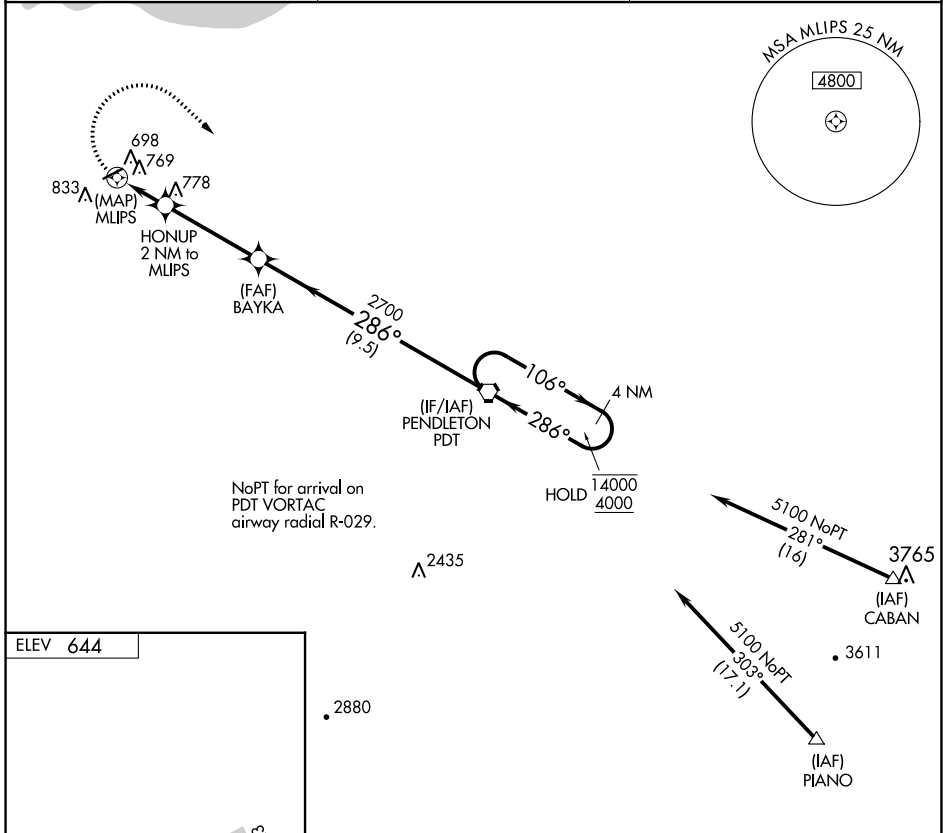 MSA MLIPS 25 NM
4800
698
769
833
778
(MAP)
MLIPS
HONUP
2 NM to
MLIPS
(FAF)
BAYKA
2700
286°
(9.5)
106°
4 NM
286°
(IF/IAF)
PENDLETON
PDT
HOLD
14000
4000
NoPT for arrival on
PDT VORTAC
airway radial R-029.
5100 NoPT
281°
(16)
3765
(IAF)
CABAN
2435
5100 NoPT
303°
(17.1)
3611
(IAF)
PIANO
ELEV 644
2880
3